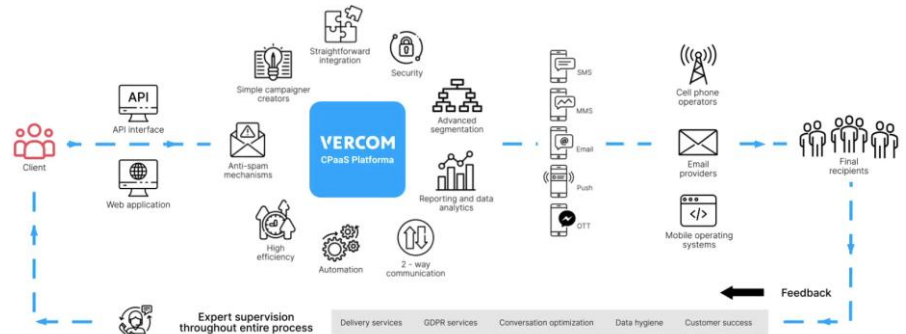 Straightforward
integration
Security
Simple campaigner
creators
API
API interface
Client
Web application
Anti-spam
mechanisms
VERCOM
CPaaS Platforma
Advanced
segmentation
Reporting and data
analytics
High
efficiency
Automation
2 - way
communication
SMS
MMS
@
Email
Push
OTT
Cell phone
operators
Email
providers
</>
Mobile operating
systems
Final
recipients
Feedback
Expert supervision
throughout entire process
Delivery services
GDPR services
Conversation optimization
Data hygiene
Customer success